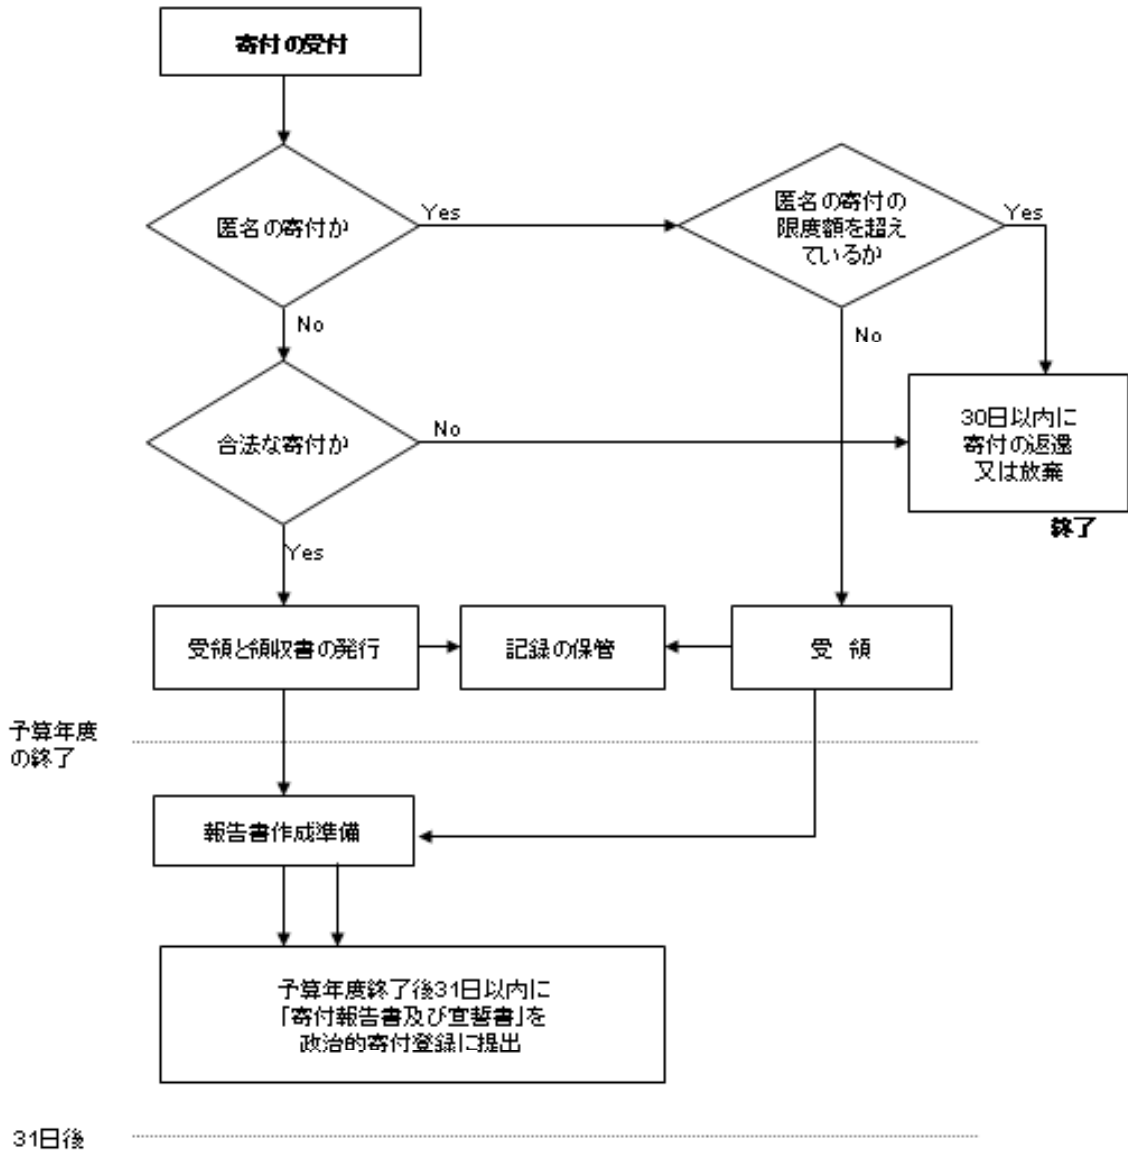 寄付の受付
匿名の寄付か
Yes
匿名の寄付の
限度額を超え
ているか
Yes
No
No
合法な寄付か
No
30日以内に
寄付の返還
又は放棄
終了
Yes
受領と領収書の発行
記録の保管
受 領
予算年度
の終了
報告書作成準備
予算年度終了後31日以内に
「寄付報告書及び宣誓書」を
政治的寄付登録に提出
31日後